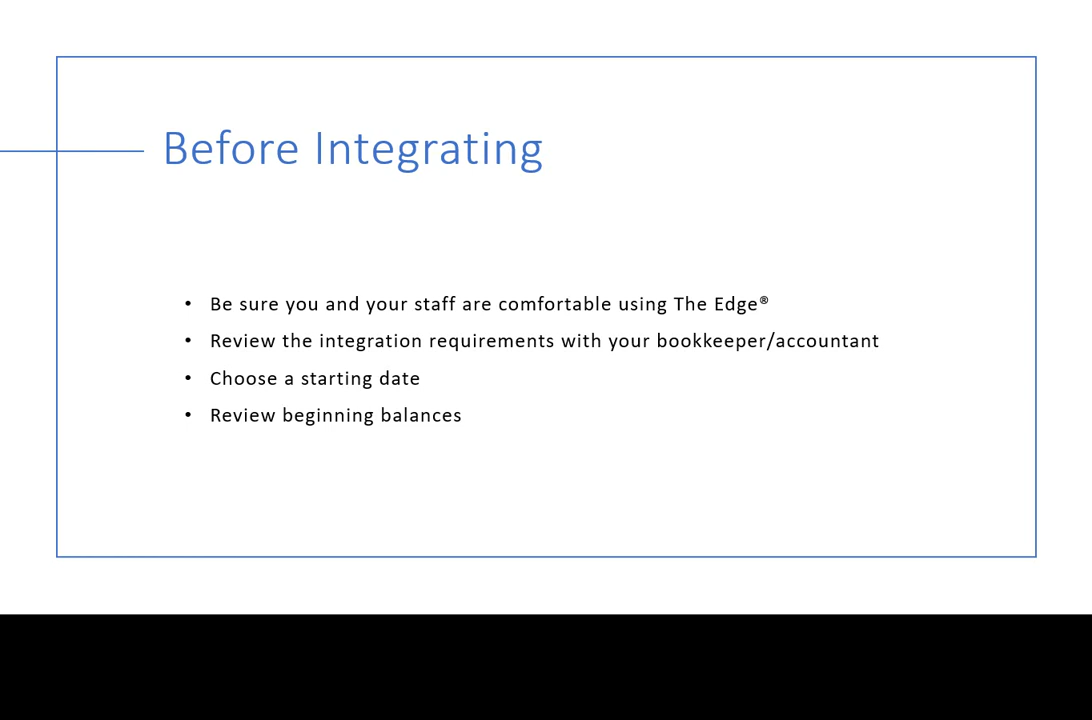 Before Integrating
• Be sure you and your staff are comfortable using The Edge®
• Review the integration requirements with your bookkeeper/accountant
• Choose a starting date
• Review beginning balances